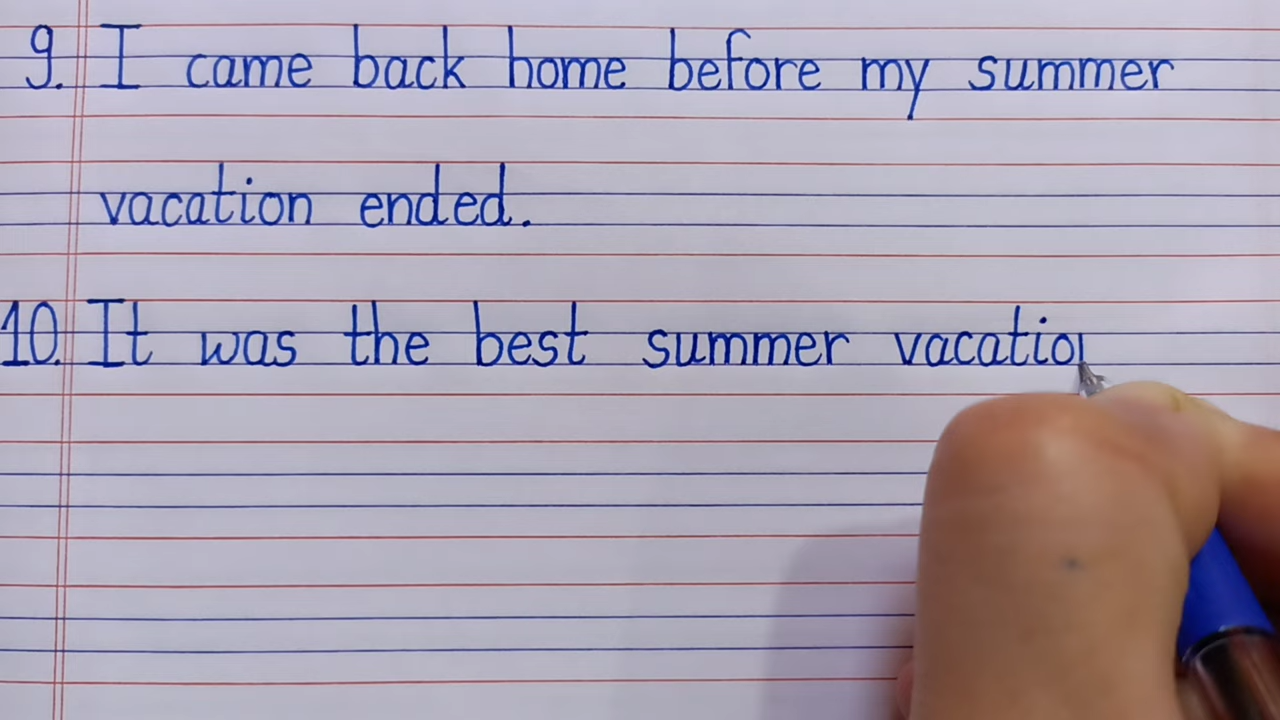 9. I came back home before my summer
vacation ended.
10. It was the best summer vacatio